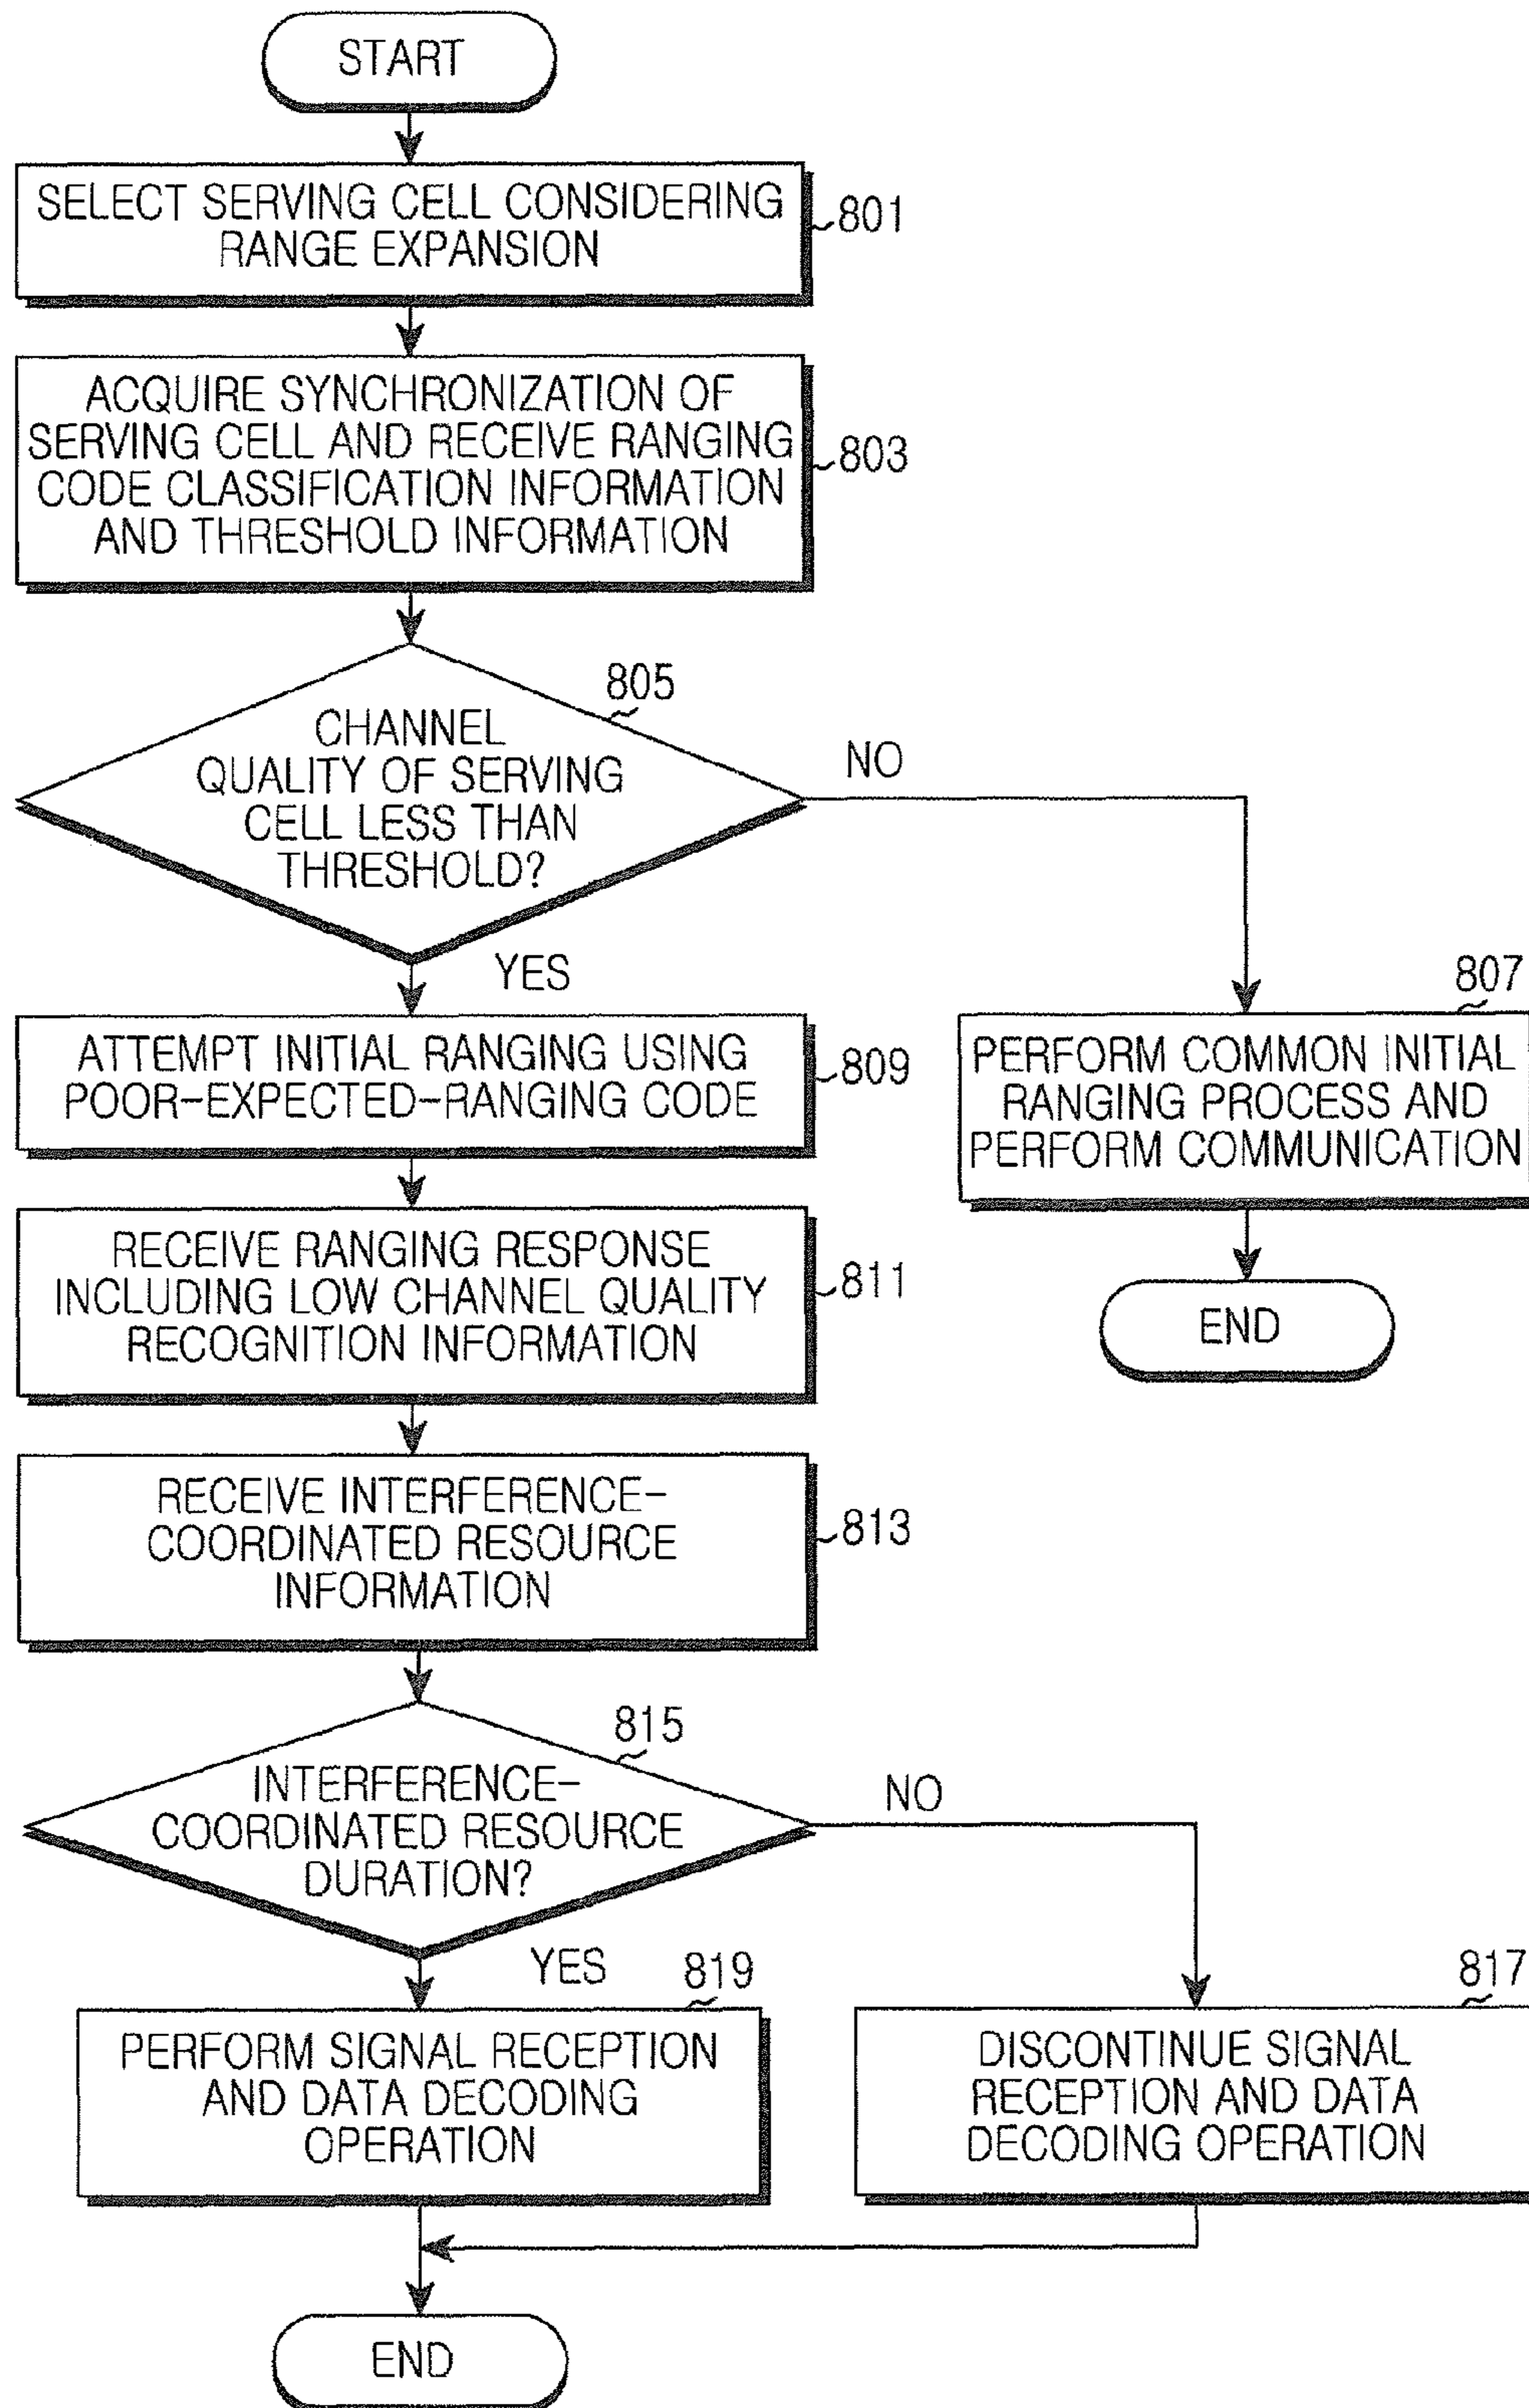 START
SELECT SERVING CELL CONSIDERING
RANGE EXPANSION
801
ACQUIRE SYNCHRONIZATION OF
SERVING CELL AND RECEIVE RANGING
CODE CLASSIFICATION INFORMATION
AND THRESHOLD INFORMATION
803
805
CHANNEL
QUALITY OF SERVING
CELL LESS THAN
THRESHOLD?
NO
YES
807
PERFORM COMMON INITIAL
RANGING PROCESS AND
PERFORM COMMUNICATION
END
ATTEMPT INITIAL RANGING USING
POOR-EXPECTED-RANGING CODE
809
RECEIVE RANGING RESPONSE
INCLUDING LOW CHANNEL QUALITY
RECOGNITION INFORMATION
811
RECEIVE INTERFERENCE-
COORDINATED RESOURCE
INFORMATION
813
815
INTERFERENCE-
COORDINATED RESOURCE
DURATION?
NO
YES
819
PERFORM SIGNAL RECEPTION
AND DATA DECODING
OPERATION
817
DISCONTINUE SIGNAL
RECEPTION AND DATA
DECODING OPERATION
END